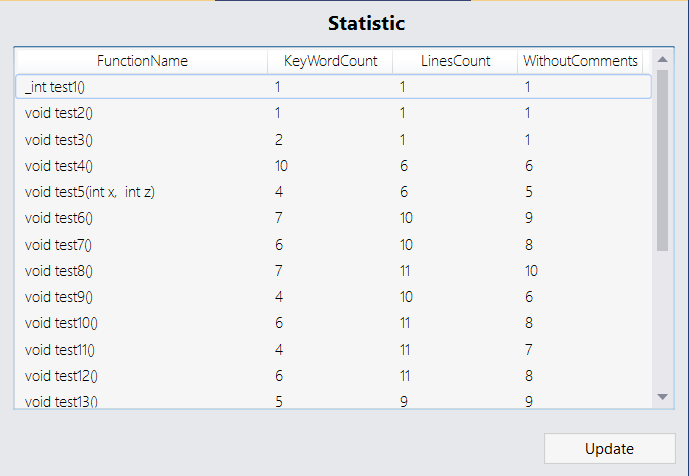 Statistic
FunctionName KeyWordCount LinesCount WithoutComments
_int test1() 1 1 1
void test2() 1 1 1
void test3() 2 1 1
void test4() 10 6 6
void test5(int x,  int z) 4 6 5
void test6() 7 10 9
void test7() 6 10 8
void test8() 7 11 10
void test9() 4 10 6
void test10() 6 11 8
void test11() 4 11 7
void test12() 6 11 8
void test13() 5 9 9
Update